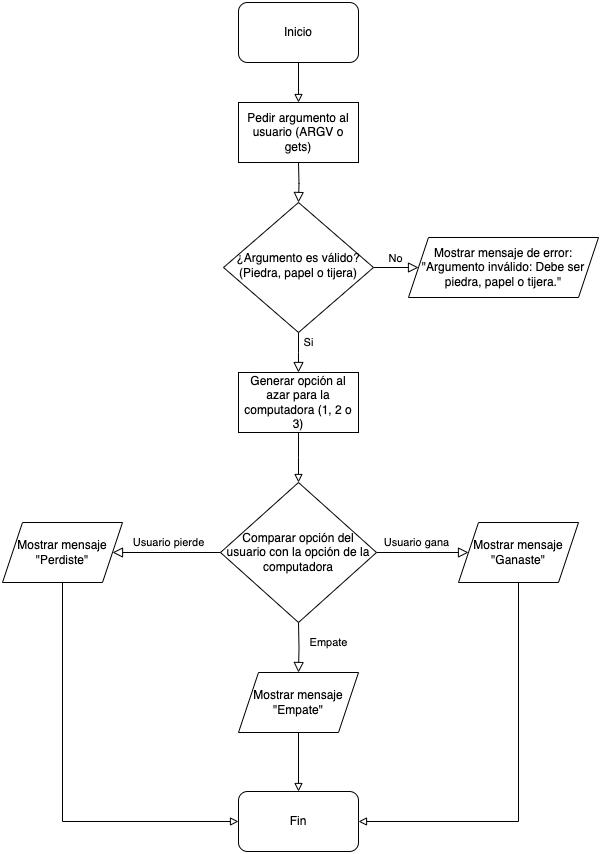 Inicio
Pedir argumento al
usuario (ARGV o
gets)
¿Argumento es válido?
(Piedra, papel o tijera)
No
Mostrar mensaje de error:
"Argumento inválido: Debe ser
piedra, papel o tijera."
Si
Generar opción al
azar para la
computadora (1, 2 o
3)
Comparar opción del
usuario con la opción de la
computadora
Usuario pierde
Mostrar mensaje
"Perdiste"
Usuario gana
Mostrar mensaje
"Ganaste"
Empate
Mostrar mensaje
"Empate"
Fin